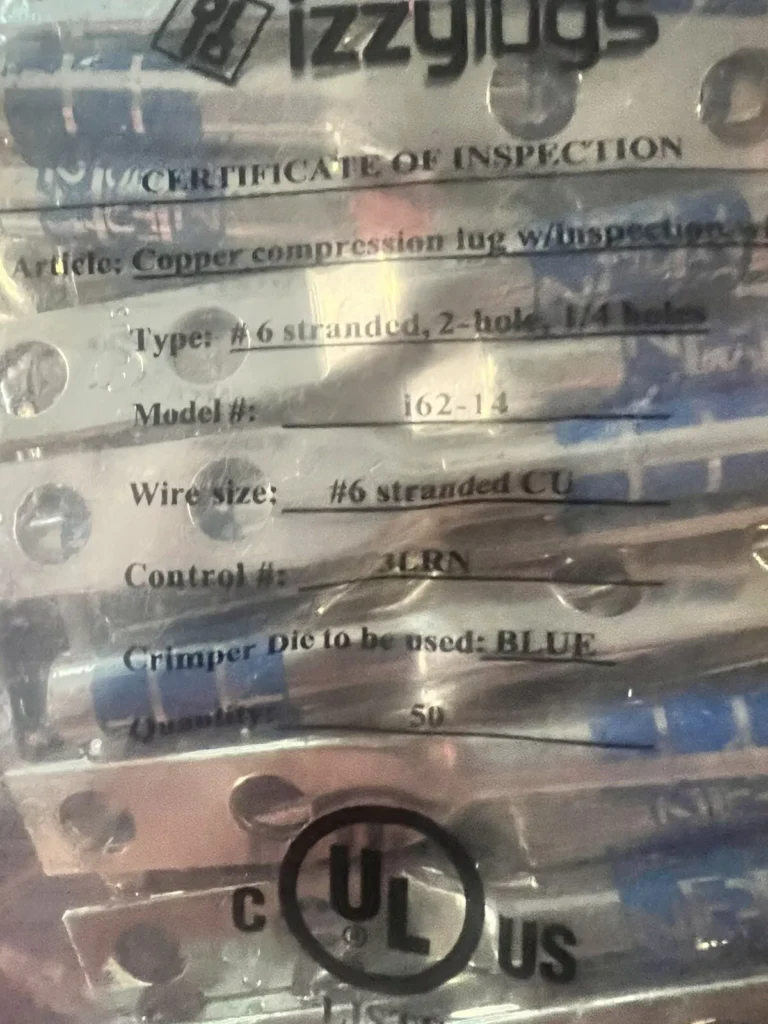 izzylugs
CERTIFICATE OF INSPECTION
Article: Copper compression lug w/inspection
Type: #6 stranded, 2-hole, 1/4 holes
Model #: i62-14
Wire size: #6 stranded CU
Control #: 3LRN
Crimper Die to be used: BLUE
Quantity: 50
C UL® US